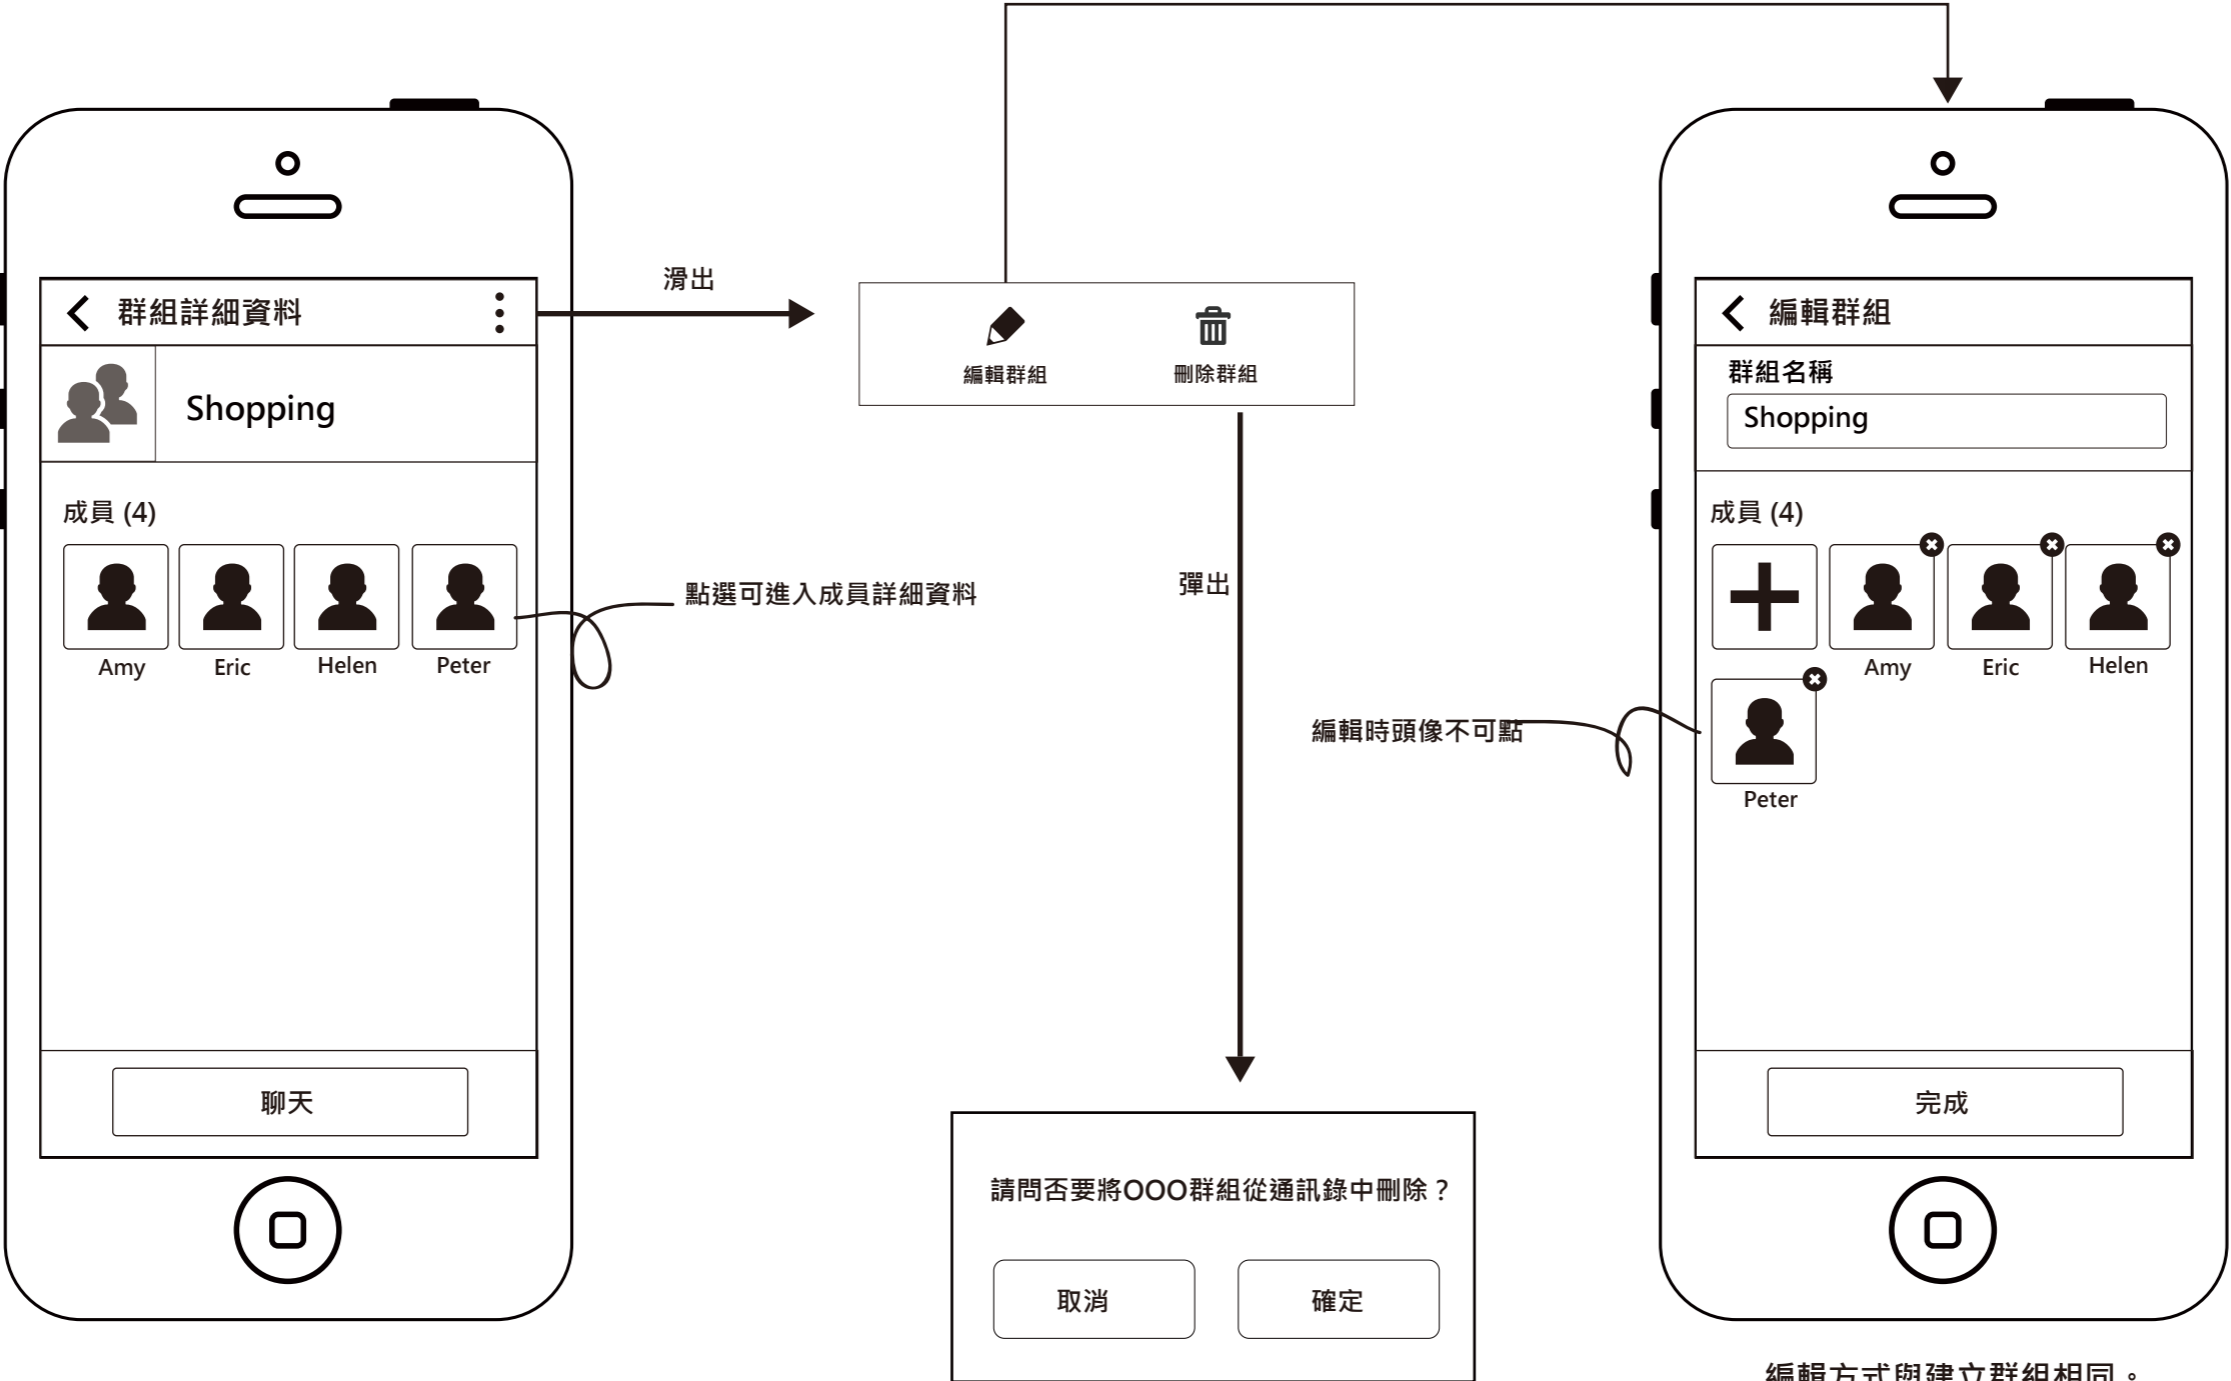 群組詳細資料
Shopping
成員 (4)
Amy
Eric
Helen
Peter
聊天
滑出
編輯群組
刪除群組
點選可進入成員詳細資料
彈出
請問否要將OOO群組從通訊錄中刪除？
取消
確定
編輯群組
群組名稱
Shopping
成員 (4)
Amy
Eric
Helen
Peter
編輯時頭像不可點
完成
編輯方式與建立群組相同。